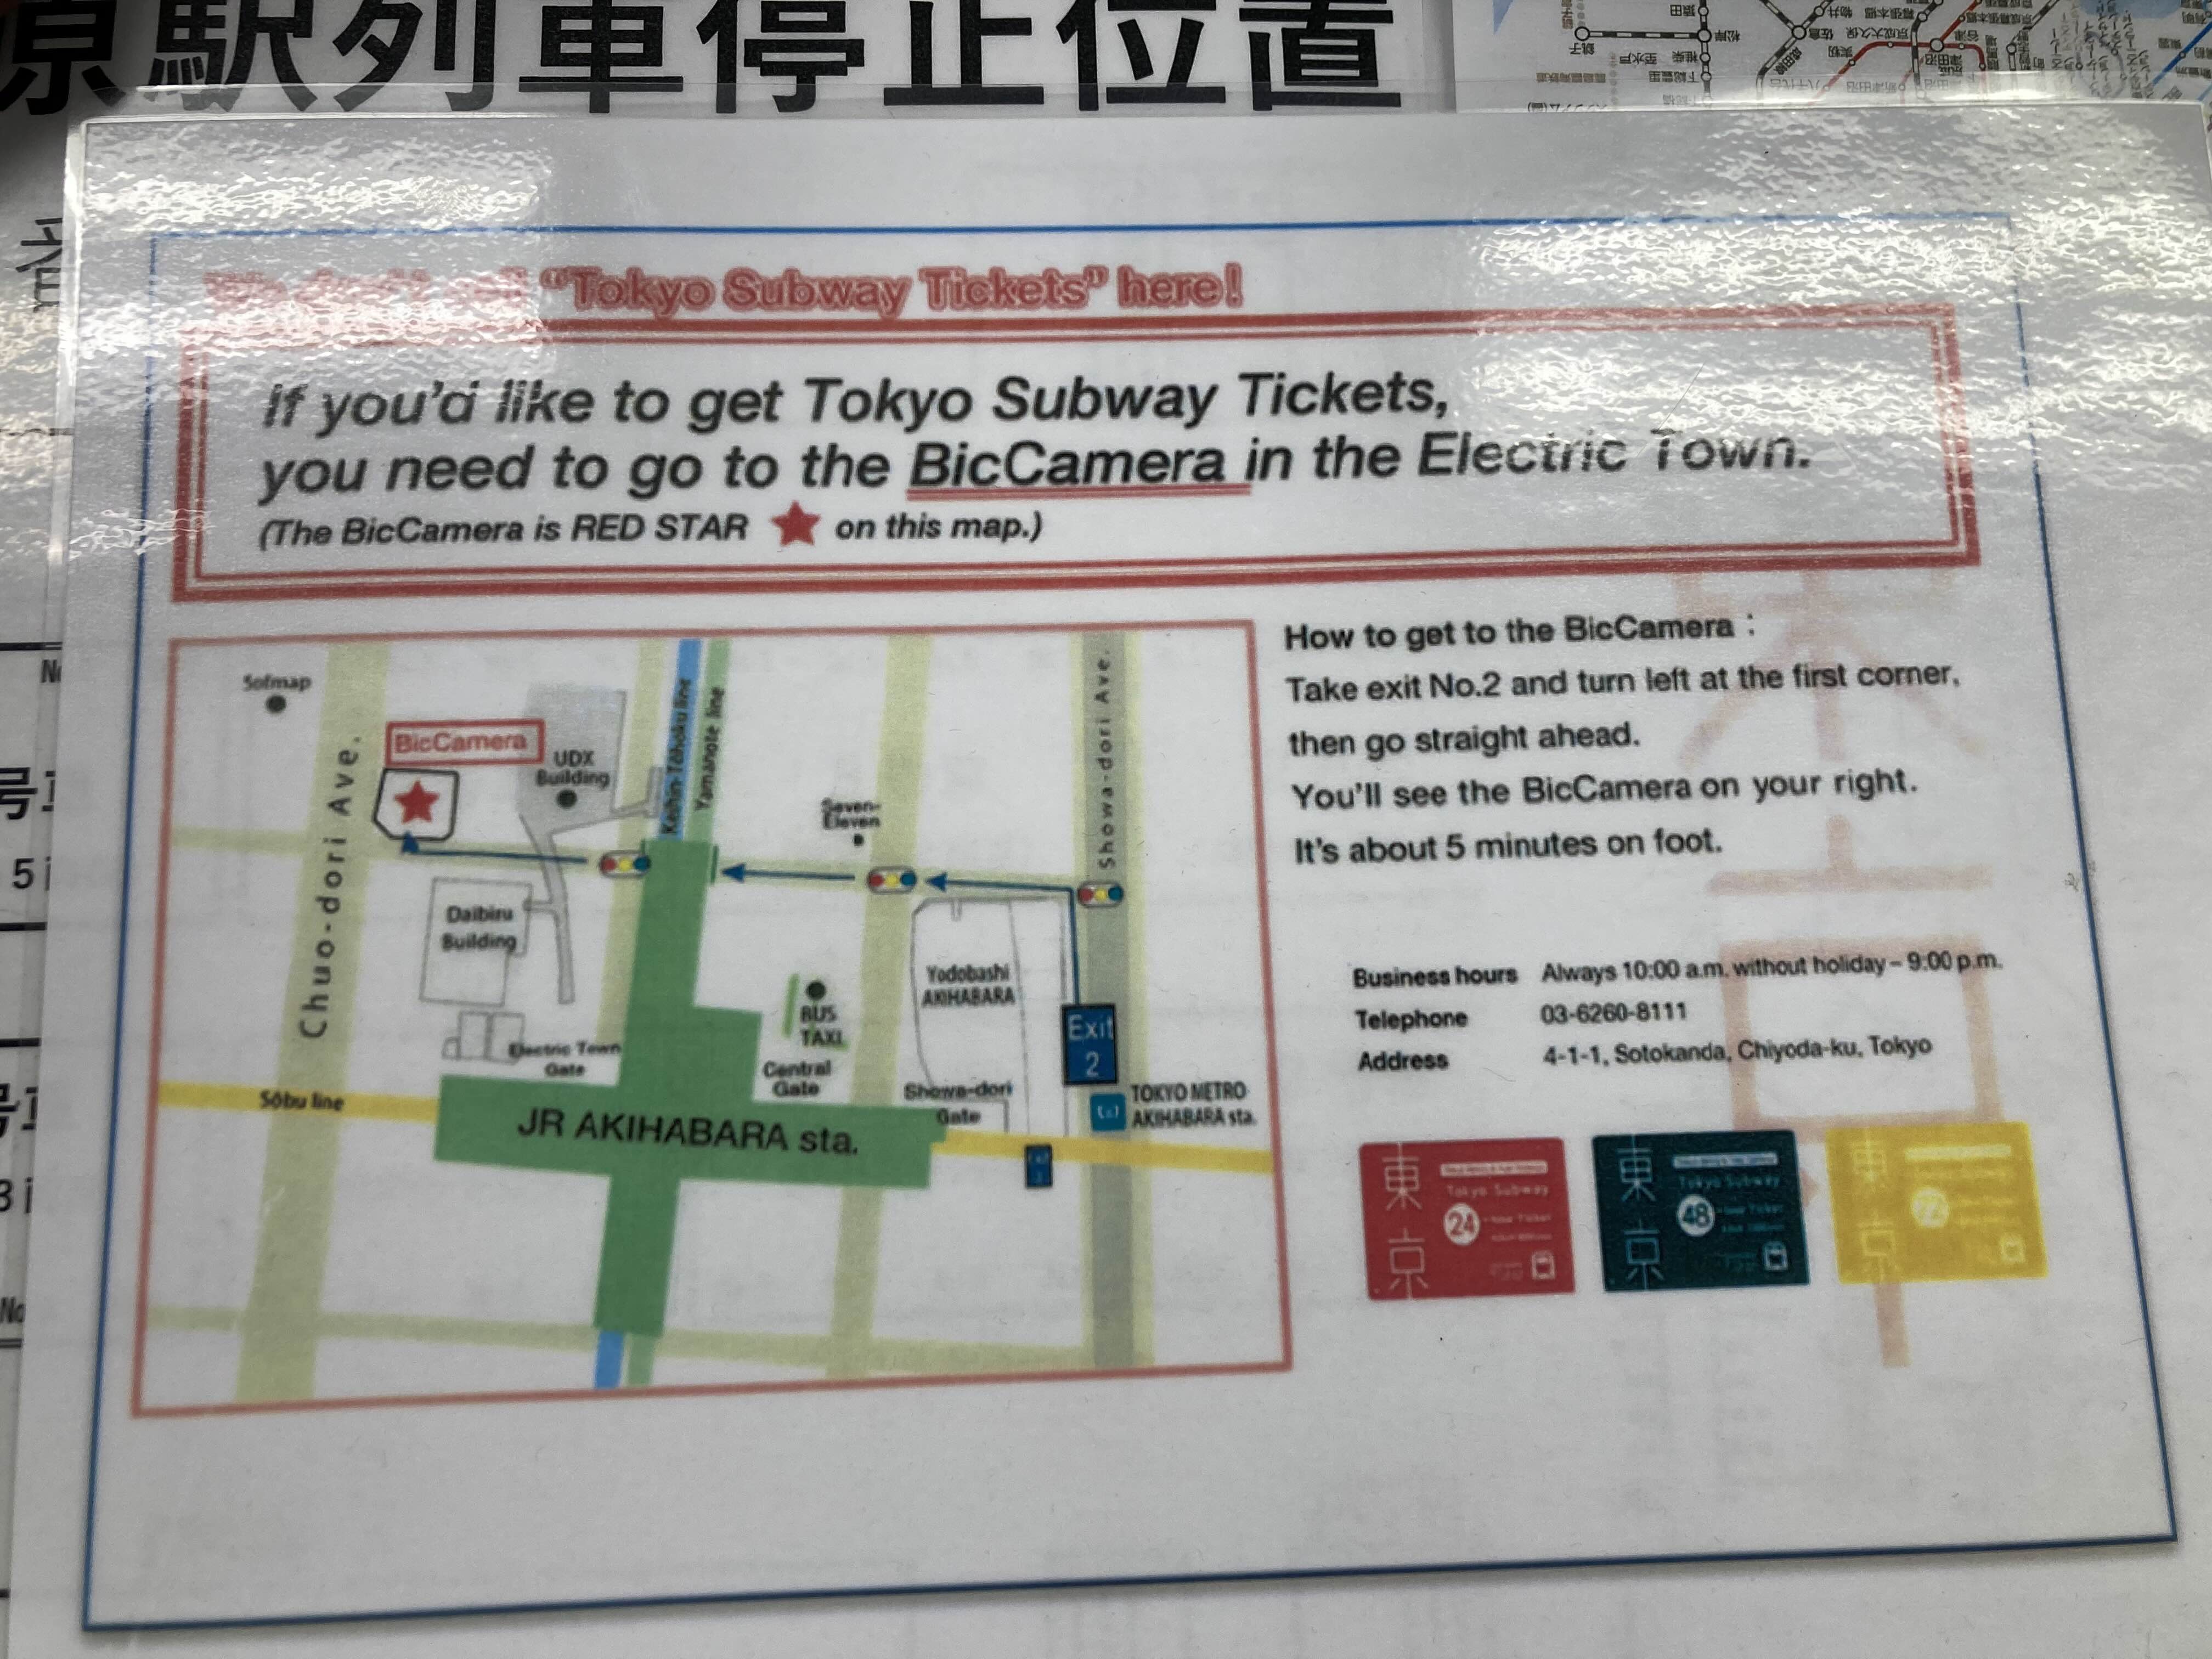 駅列車停止位置
We don't sell "Tokyo Subway Tickets" here!
If you'd like to get Tokyo Subway Tickets,
you need to go to the BicCamera in the Electric Town.
(The BicCamera is RED STAR ★ on this map.)
Sofmap
BicCamera
UDX
Building
Chuo-dori Ave.
Keihin-Tōhoku line
Yamanote line
Seven-
Eleven
Showa-dori Ave.
Daibiru
Building
Yodobashi
AKIHABARA
BUS
TAXI
Exit
2
Electric Town
Gate
Central
Gate
Showa-dori
Gate
TOKYO METRO
AKIHABARA sta.
Sōbu line
JR AKIHABARA sta.
How to get to the BicCamera :
Take exit No.2 and turn left at the first corner,
then go straight ahead.
You'll see the BicCamera on your right.
It's about 5 minutes on foot.
Business hours Always 10:00 a.m. without holiday – 9:00 p.m.
Telephone 03-6260-8111
Address 4-1-1, Sotokanda, Chiyoda-ku, Tokyo
東京
Tokyo Subway
24
東京
Tokyo Subway
48
東京